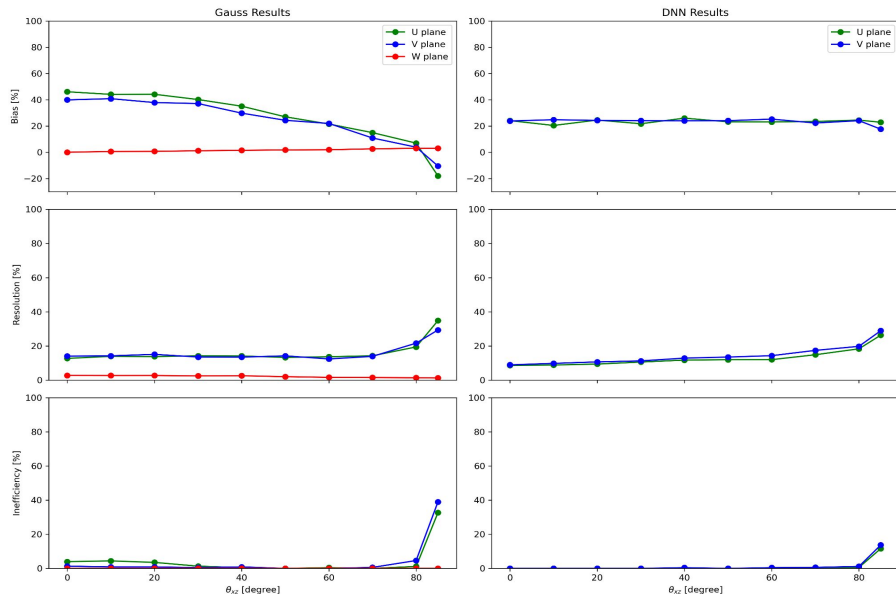 Gauss Results
DNN Results
100
80
60
40
20
0
−20
Bias [%]
U plane
V plane
W plane
100
80
60
40
20
0
−20
U plane
V plane
100
80
60
40
20
0
Resolution [%]
100
80
60
40
20
0
100
80
60
40
20
0
Inefficiency [%]
0 20 40 60 80
θxz [degree]
100
80
60
40
20
0
0 20 40 60 80
θxz [degree]